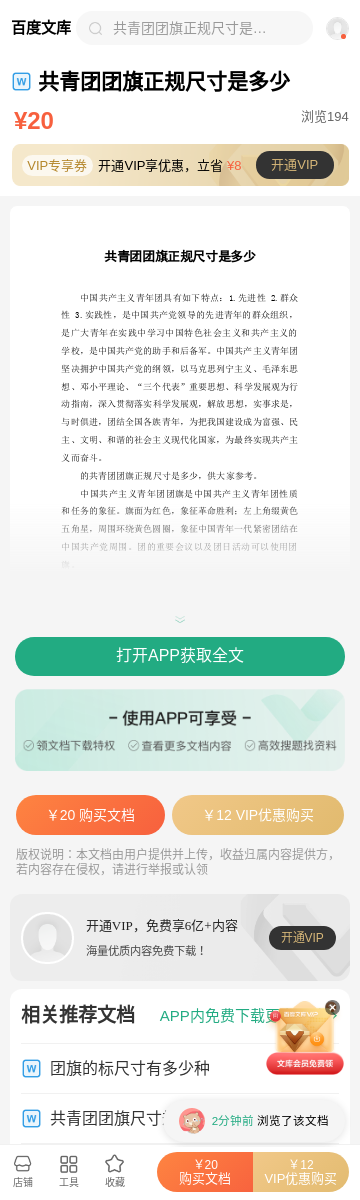 百度文库
共青团团旗正规尺寸是…
共青团团旗正规尺寸是多少
¥20
浏览194
VIP专享券 开通VIP享优惠，立省 ¥8 开通VIP
共青团团旗正规尺寸是多少
中国共产主义青年团具有如下特点：1.先进性 2.群众
性 3.实践性，是中国共产党领导的先进青年的群众组织，
是广大青年在实践中学习中国特色社会主义和共产主义的
学校，是中国共产党的助手和后备军。中国共产主义青年团
坚决拥护中国共产党的纲领，以马克思列宁主义、毛泽东思
想、邓小平理论、“三个代表”重要思想、科学发展观为行
动指南，深入贯彻落实科学发展观，解放思想，实事求是，
与时俱进，团结全国各族青年，为把我国建设成为富强、民
主、文明、和谐的社会主义现代化国家，为最终实现共产主
义而奋斗。
的共青团团旗正规尺寸是多少，供大家参考。
中国共产主义青年团团旗是中国共产主义青年团性质
和任务的象征。旗面为红色，象征革命胜利；左上角缀黄色
五角星，周围环绕黄色圆圈，象征中国青年一代紧密团结在
中国共产党周围。团的重要会议以及团日活动可以使用团
旗。
打开APP获取全文
– 使用APP可享受 –
领文档下载特权 查看更多文档内容 高效搜题找资料
￥20 购买文档 ￥12 VIP优惠购买
版权说明：本文档由用户提供并上传，收益归属内容提供方，
若内容存在侵权，请进行举报或认领
开通VIP，免费享6亿+内容
海量优质内容免费下载！
开通VIP
相关推荐文档
APP内免费下载更
团旗的标尺寸有多少种
文库会员免费领
共青团团旗尺寸
2分钟前 浏览了该文档
店铺 工具 收藏
￥20
购买文档
￥12
VIP优惠购买